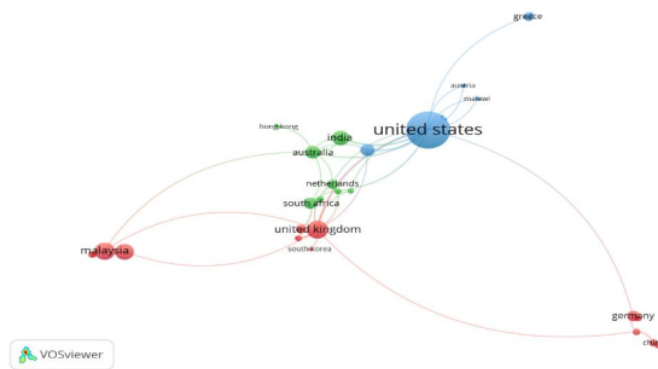 greece
austria
malawi
united states
hong kong
india
australia
netherlands
south africa
united kingdom
south korea
malaysia
germany
VOSviewer